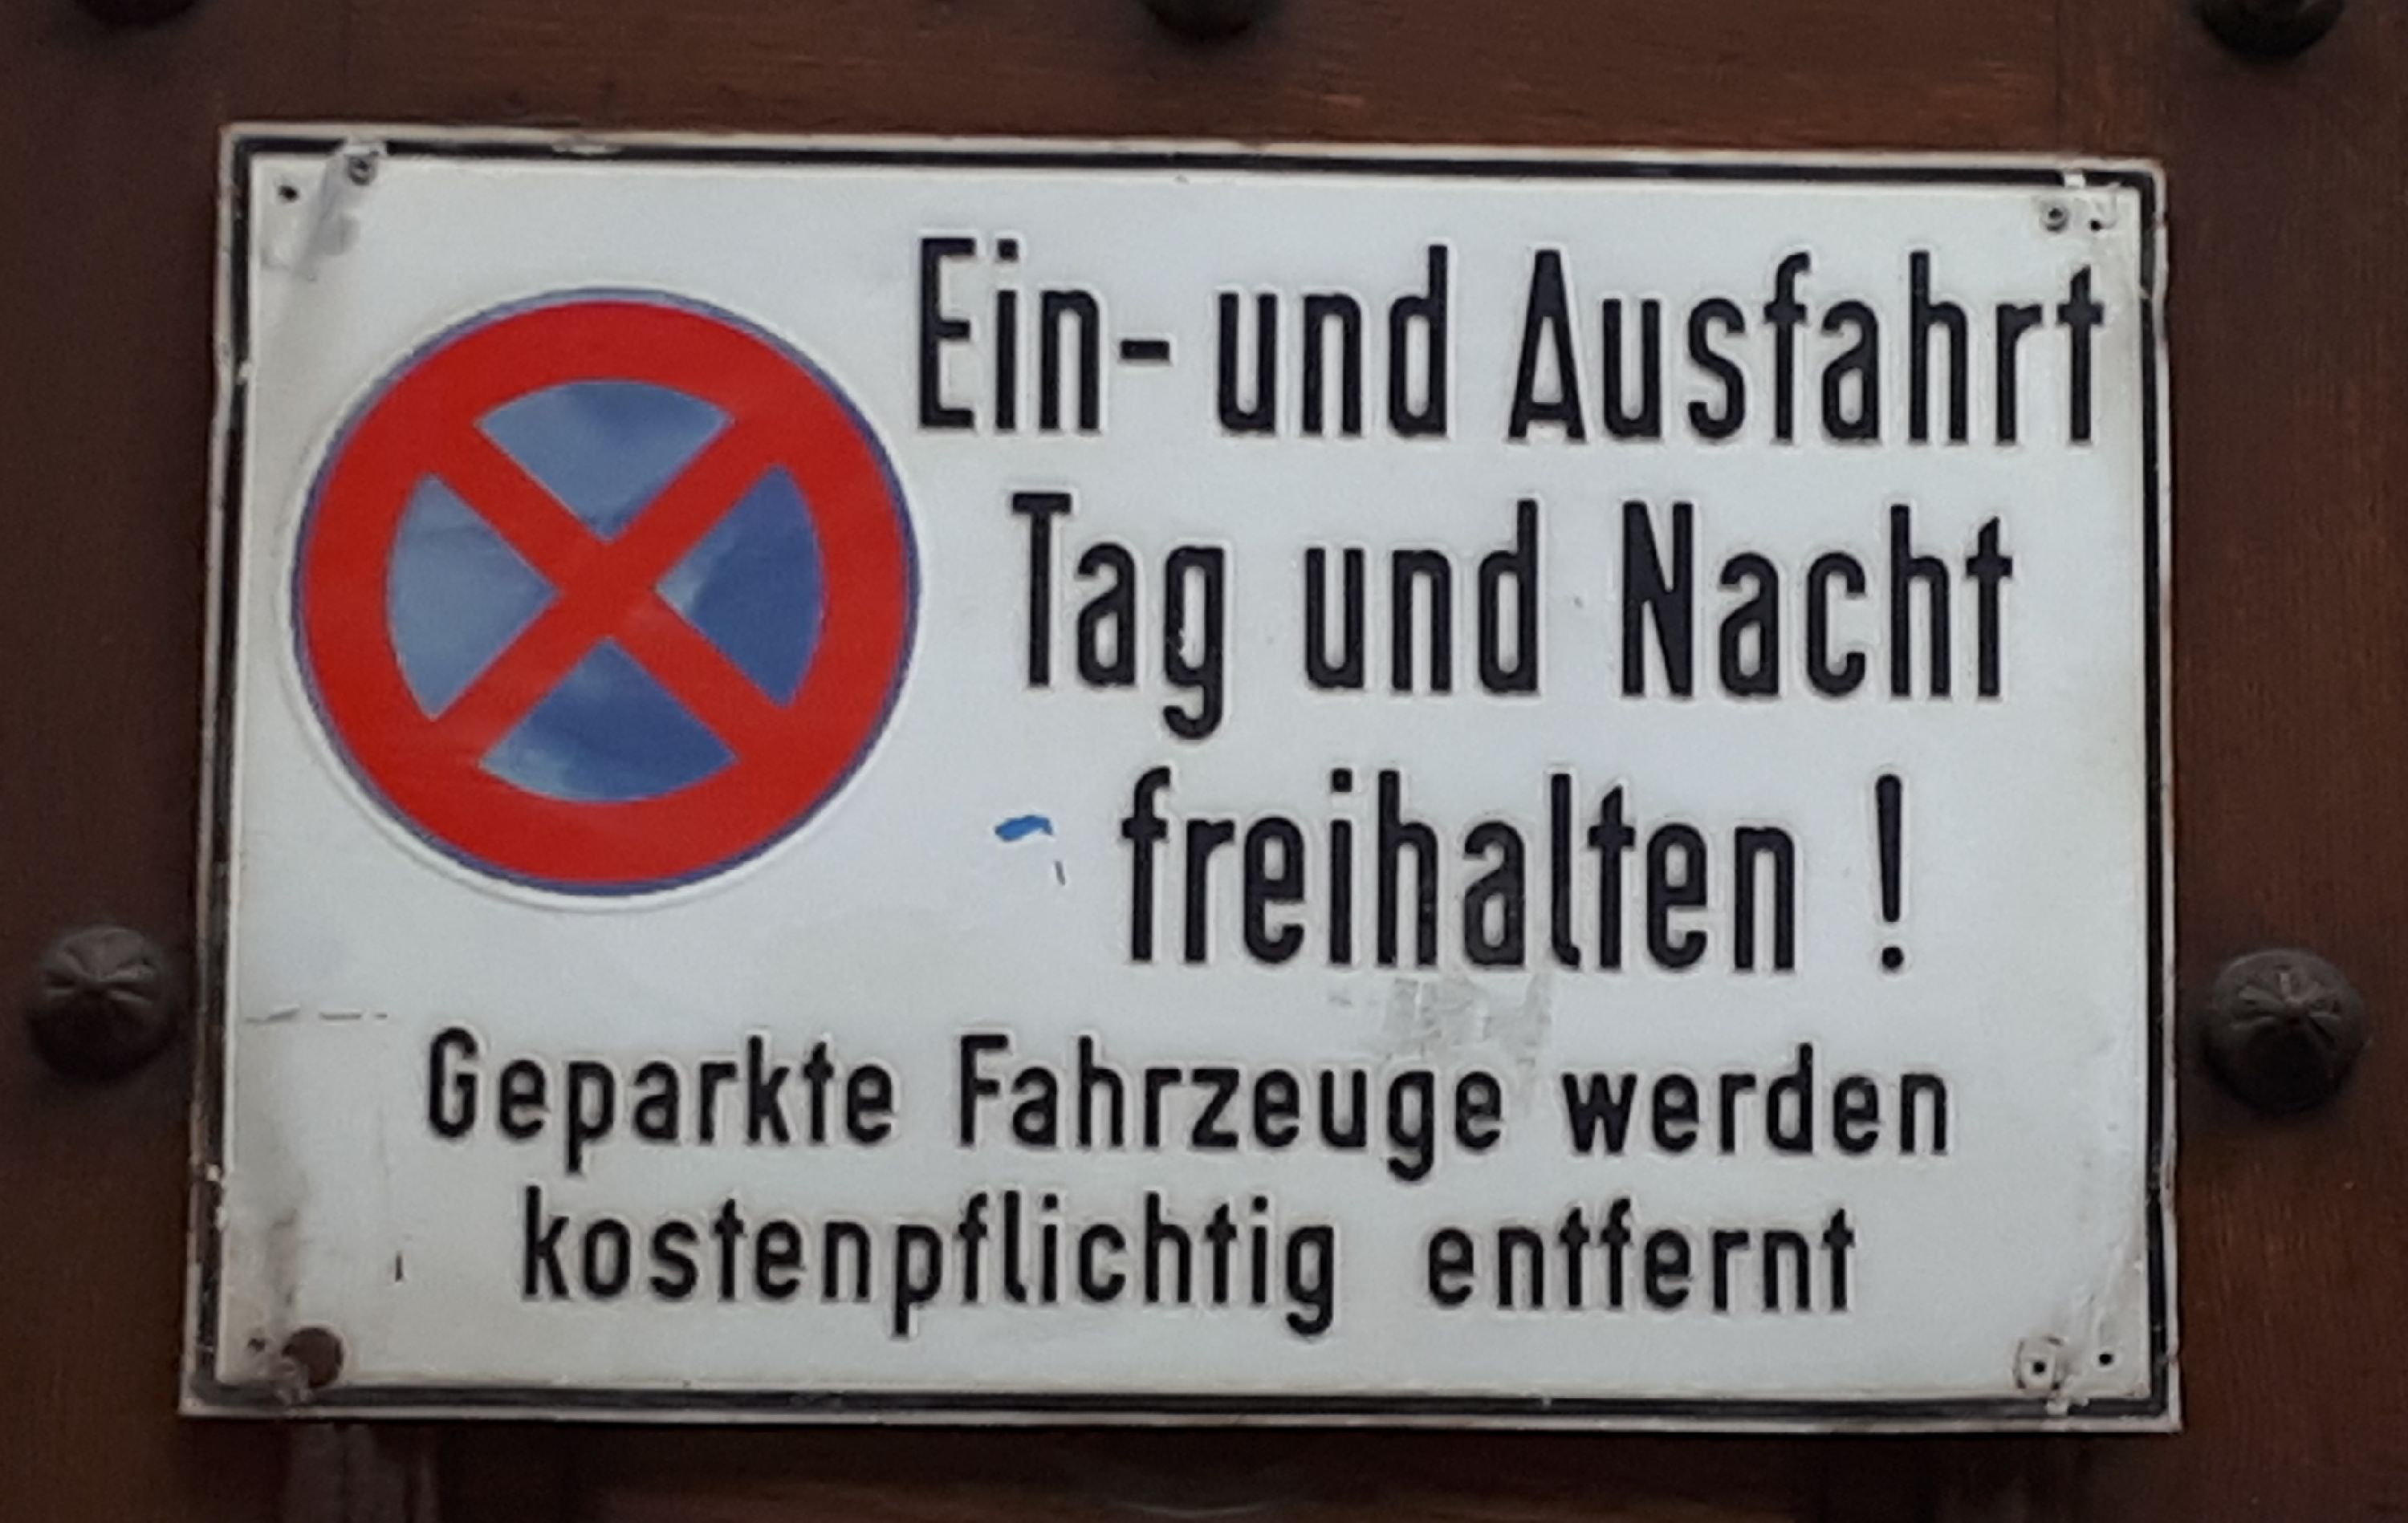 Ein- und Ausfahrt
Tag und Nacht
freihalten !
Geparkte Fahrzeuge werden
kostenpflichtig entfernt